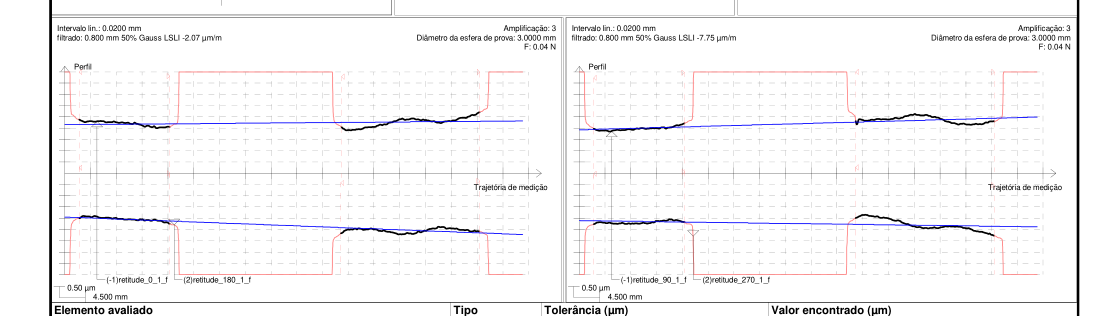 Intervalo lin.: 0.0200 mm
Amplificação: 3
filtrado: 0.800 mm 50% Gauss LSLI -2.07 µm/m
Diâmetro da esfera de prova: 3.0000 mm
F: 0.04 N
Perfil
Trajetória de medição
(-1)retitude_0_1_f
(2)retitude_180_1_f
0.50 µm
4.500 mm
Intervalo lin.: 0.0200 mm
Amplificação: 3
filtrado: 0.800 mm 50% Gauss LSLI -7.75 µm/m
Diâmetro da esfera de prova: 3.0000 mm
F: 0.04 N
Perfil
Trajetória de medição
(-1)retitude_90_1_f
(2)retitude_270_1_f
0.50 µm
4.500 mm
Elemento avaliado Tipo Tolerância (µm) Valor encontrado (µm)